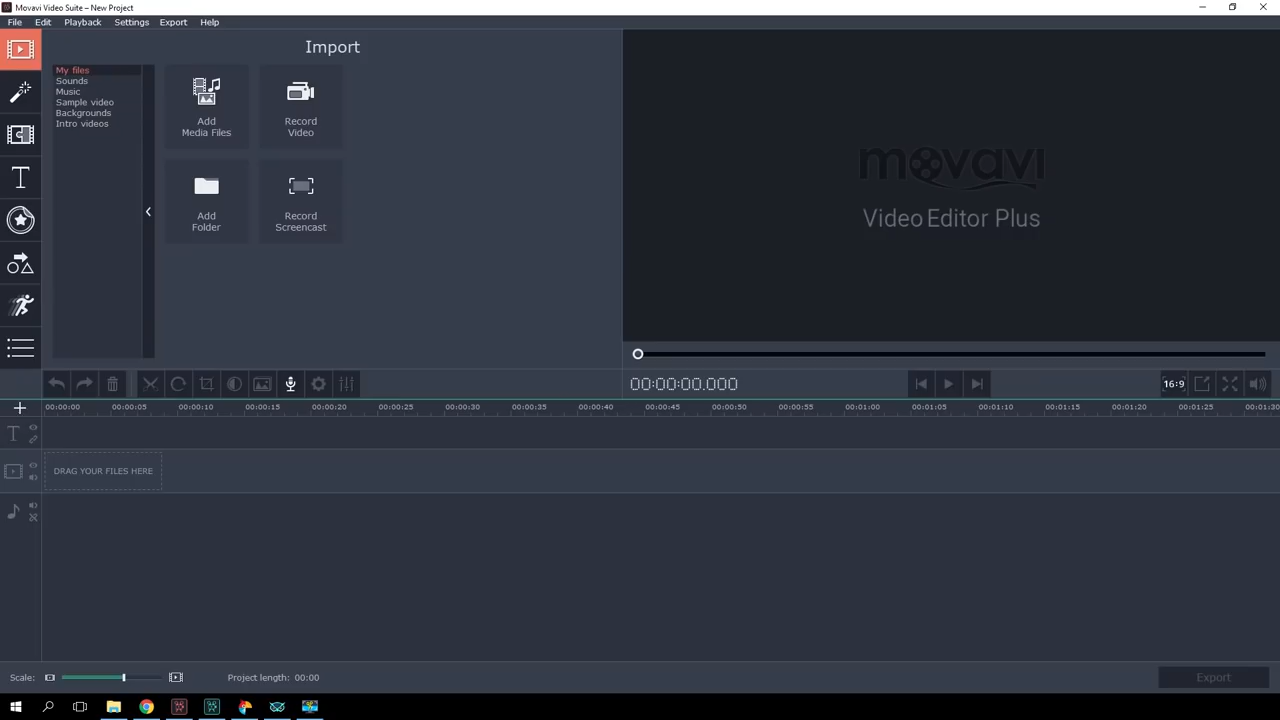 Movavi Video Suite – New Project
File Edit Playback Settings Export Help
Import
My files
Sounds
Music
Sample video
Backgrounds
Intro videos
Add
Media Files
Record
Video
Add
Folder
Record
Screencast
movavi
Video Editor Plus
00:00:00.000
16:9
00:00:00 00:00:05 00:00:10 00:00:15 00:00:20 00:00:25 00:00:30 00:00:35 00:00:40 00:00:45 00:00:50 00:00:55 00:01:00 00:01:05 00:01:10 00:01:15 00:01:20 00:01:25 00:01:30
DRAG YOUR FILES HERE
Scale:
Project length: 00:00
Export